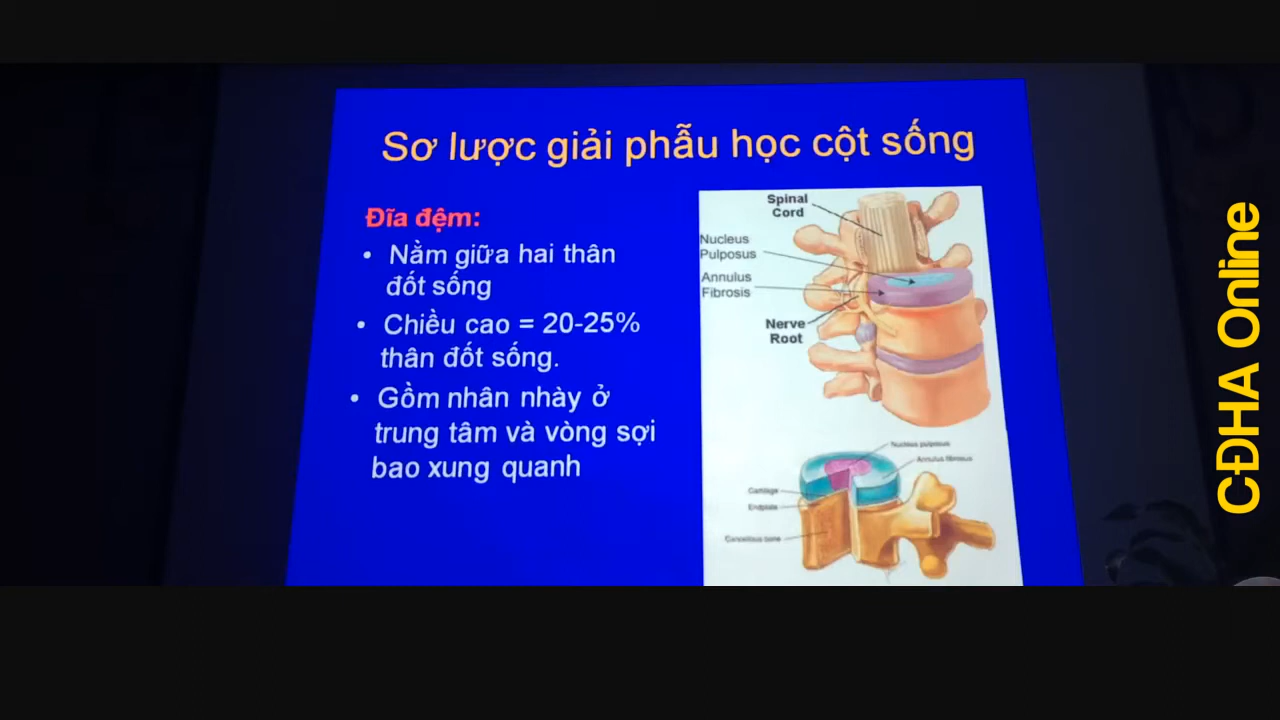 Sơ lược giải phẫu học cột sống
Đĩa đệm:
• Nằm giữa hai thân
đốt sống
• Chiều cao = 20-25%
thân đốt sống.
• Gồm nhân nhày ở
trung tâm và vòng sợi
bao xung quanh
Spinal
Cord
Nucleus
Pulposus
Annulus
Fibrosis
Nerve
Root
Nucleus pulposus
Annulus fibrosus
Cartilage
Endplate
Cancellous bone
CĐHA Online